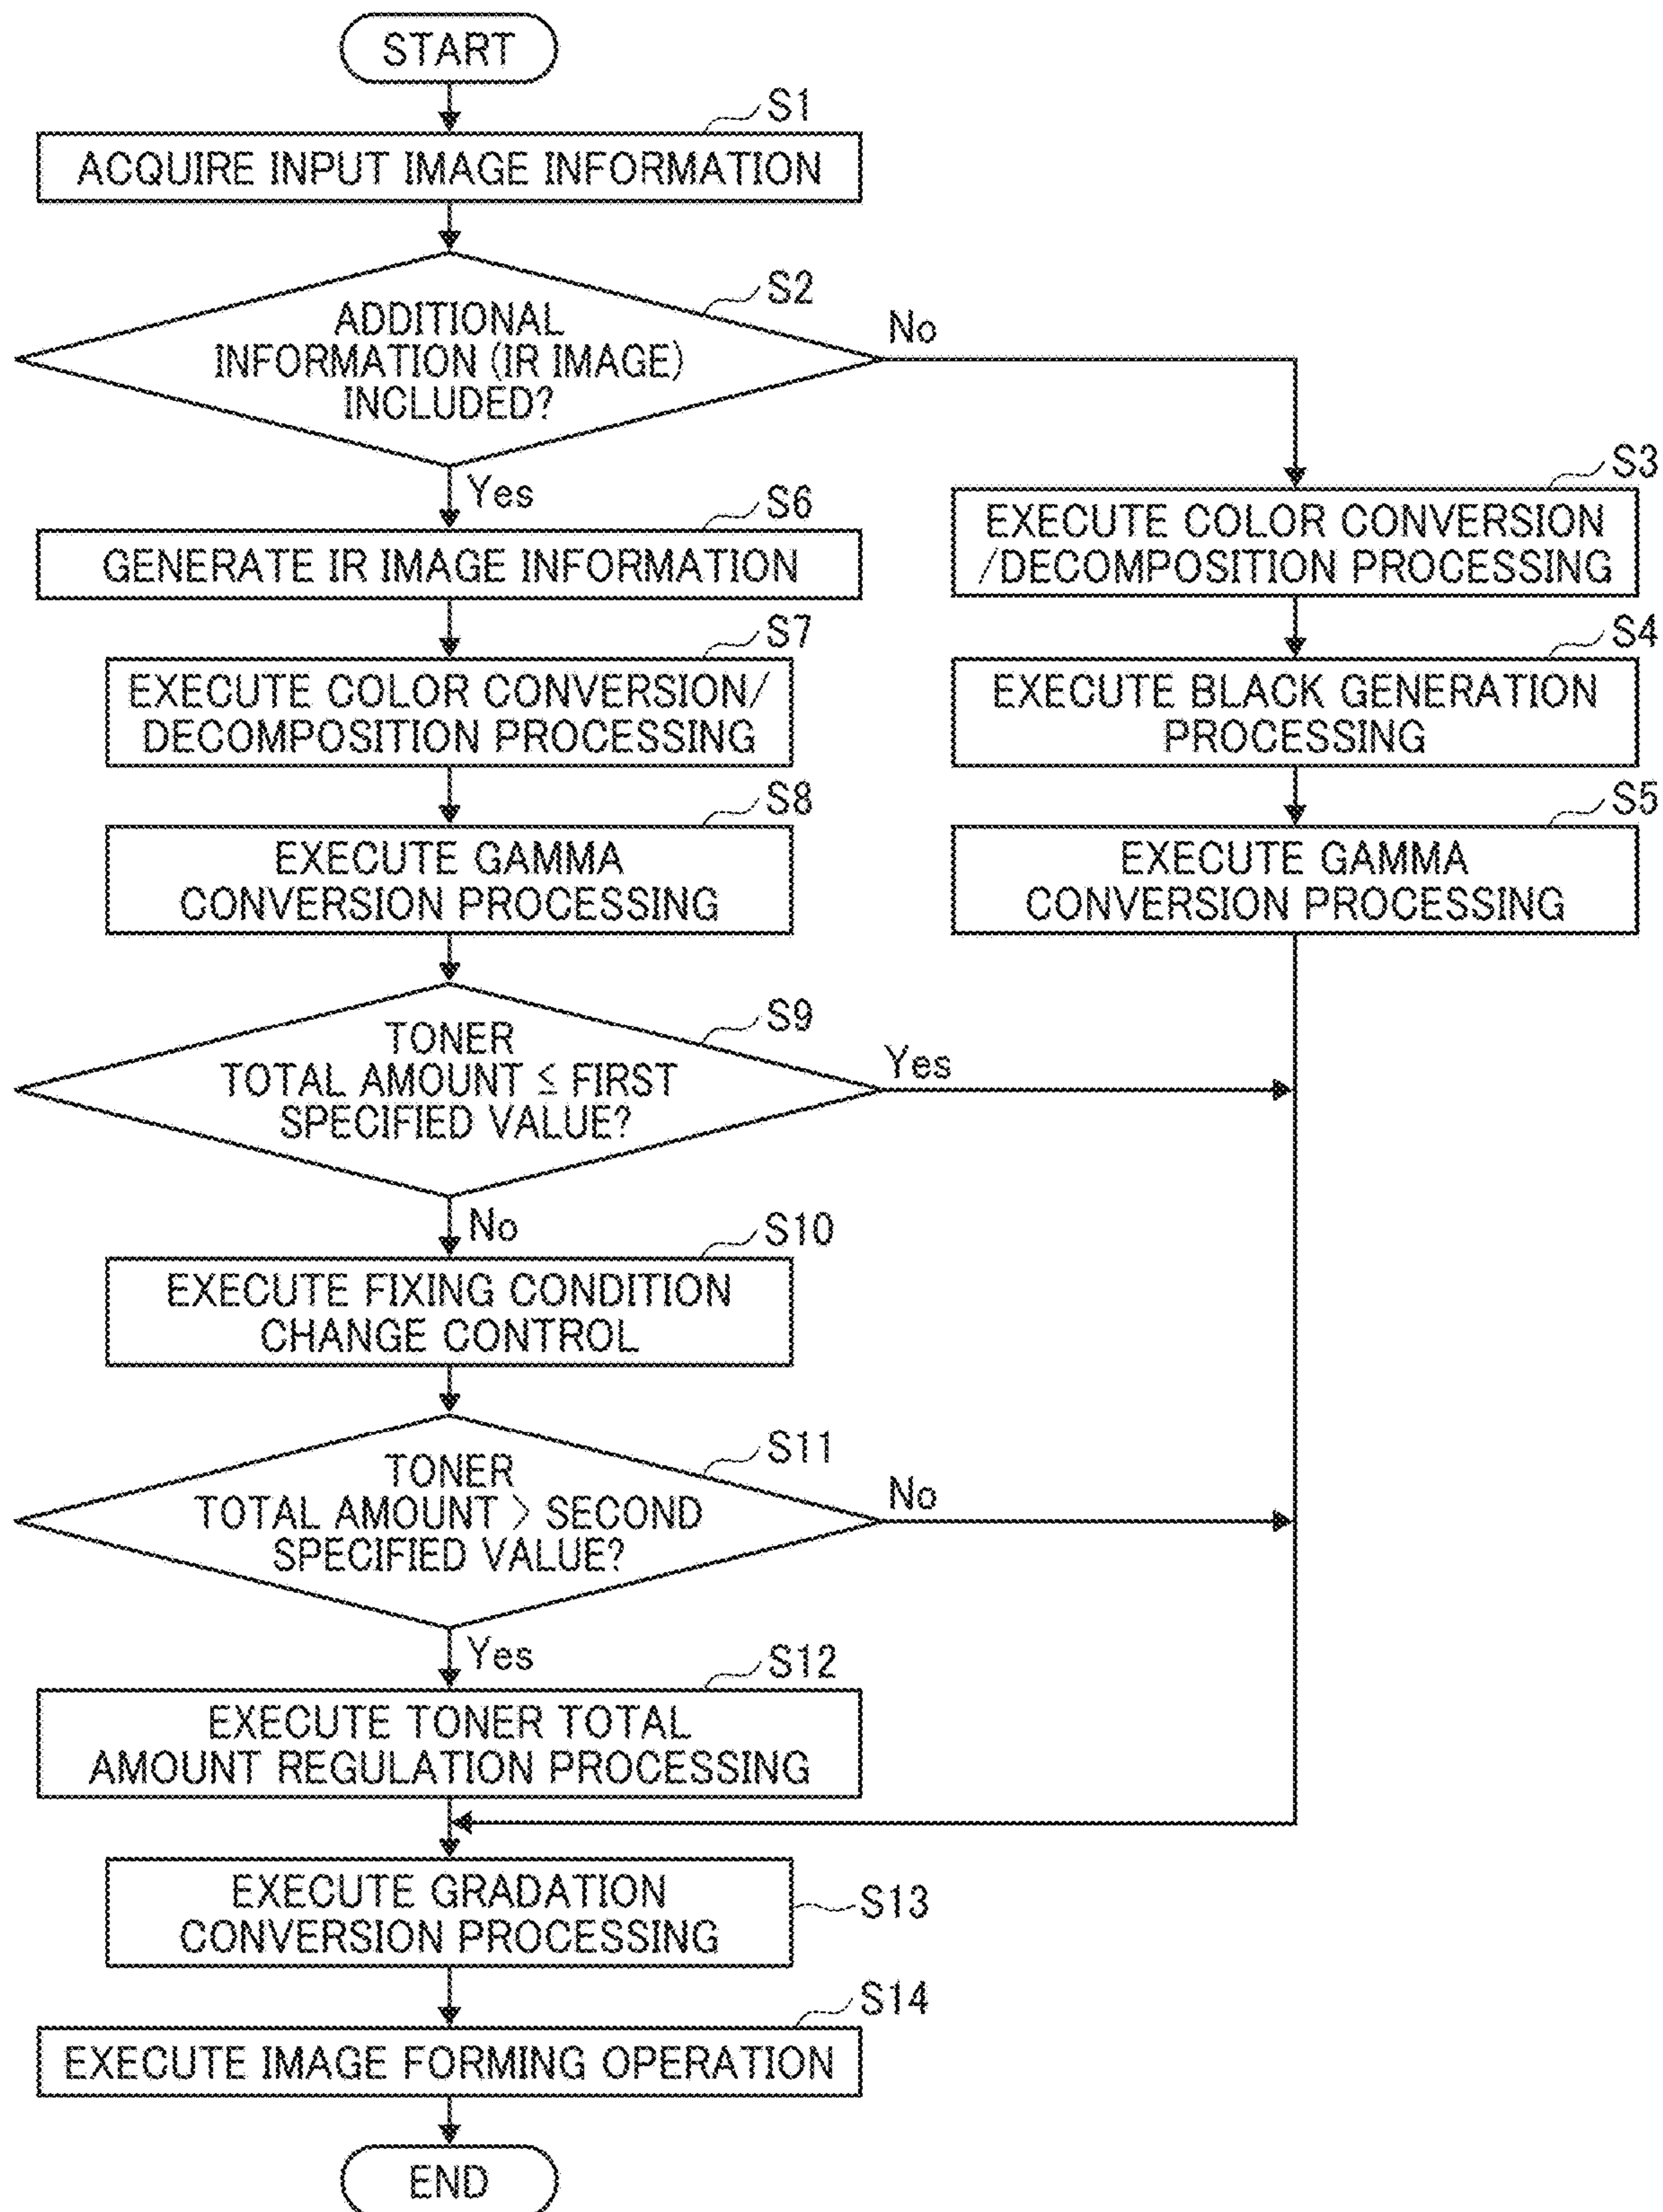 START
S1
ACQUIRE INPUT IMAGE INFORMATION
S2
ADDITIONAL
INFORMATION (IR IMAGE)
INCLUDED?
No
Yes
S3
EXECUTE COLOR CONVERSION
/DECOMPOSITION PROCESSING
S4
EXECUTE BLACK GENERATION
PROCESSING
S5
EXECUTE GAMMA
CONVERSION PROCESSING
S6
GENERATE IR IMAGE INFORMATION
S7
EXECUTE COLOR CONVERSION/
DECOMPOSITION PROCESSING
S8
EXECUTE GAMMA
CONVERSION PROCESSING
S9
TONER
TOTAL AMOUNT ≤ FIRST
SPECIFIED VALUE?
Yes
No
S10
EXECUTE FIXING CONDITION
CHANGE CONTROL
S11
TONER
TOTAL AMOUNT > SECOND
SPECIFIED VALUE?
No
Yes
S12
EXECUTE TONER TOTAL
AMOUNT REGULATION PROCESSING
EXECUTE GRADATION
CONVERSION PROCESSING
S13
S14
EXECUTE IMAGE FORMING OPERATION
END